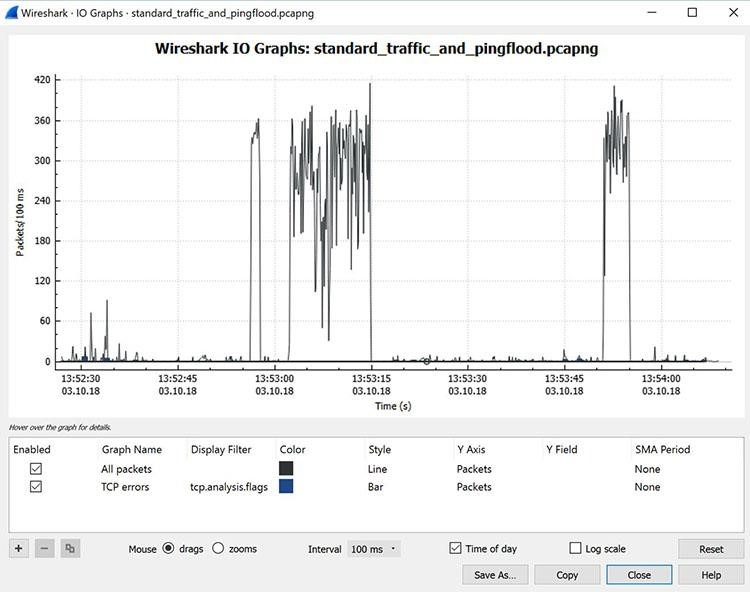 Wireshark · IO Graphs · standard_traffic_and_pingflood.pcapng
Wireshark IO Graphs: standard_traffic_and_pingflood.pcapng
420
360
300
240
180
120
60
0
Packets/100 ms
13:52:30 13:52:45 13:53:00 13:53:15 13:53:30 13:53:45 13:54:00
03.10.18 03.10.18 03.10.18 03.10.18 03.10.18 03.10.18 03.10.18
Time (s)
Hover over the graph for details.
Enabled Graph Name Display Filter Color Style Y Axis Y Field SMA Period
All packets Line Packets None
TCP errors tcp.analysis.flags Bar Packets None
Mouse drags zooms Interval 100 ms Time of day Log scale Reset
Save As... Copy Close Help